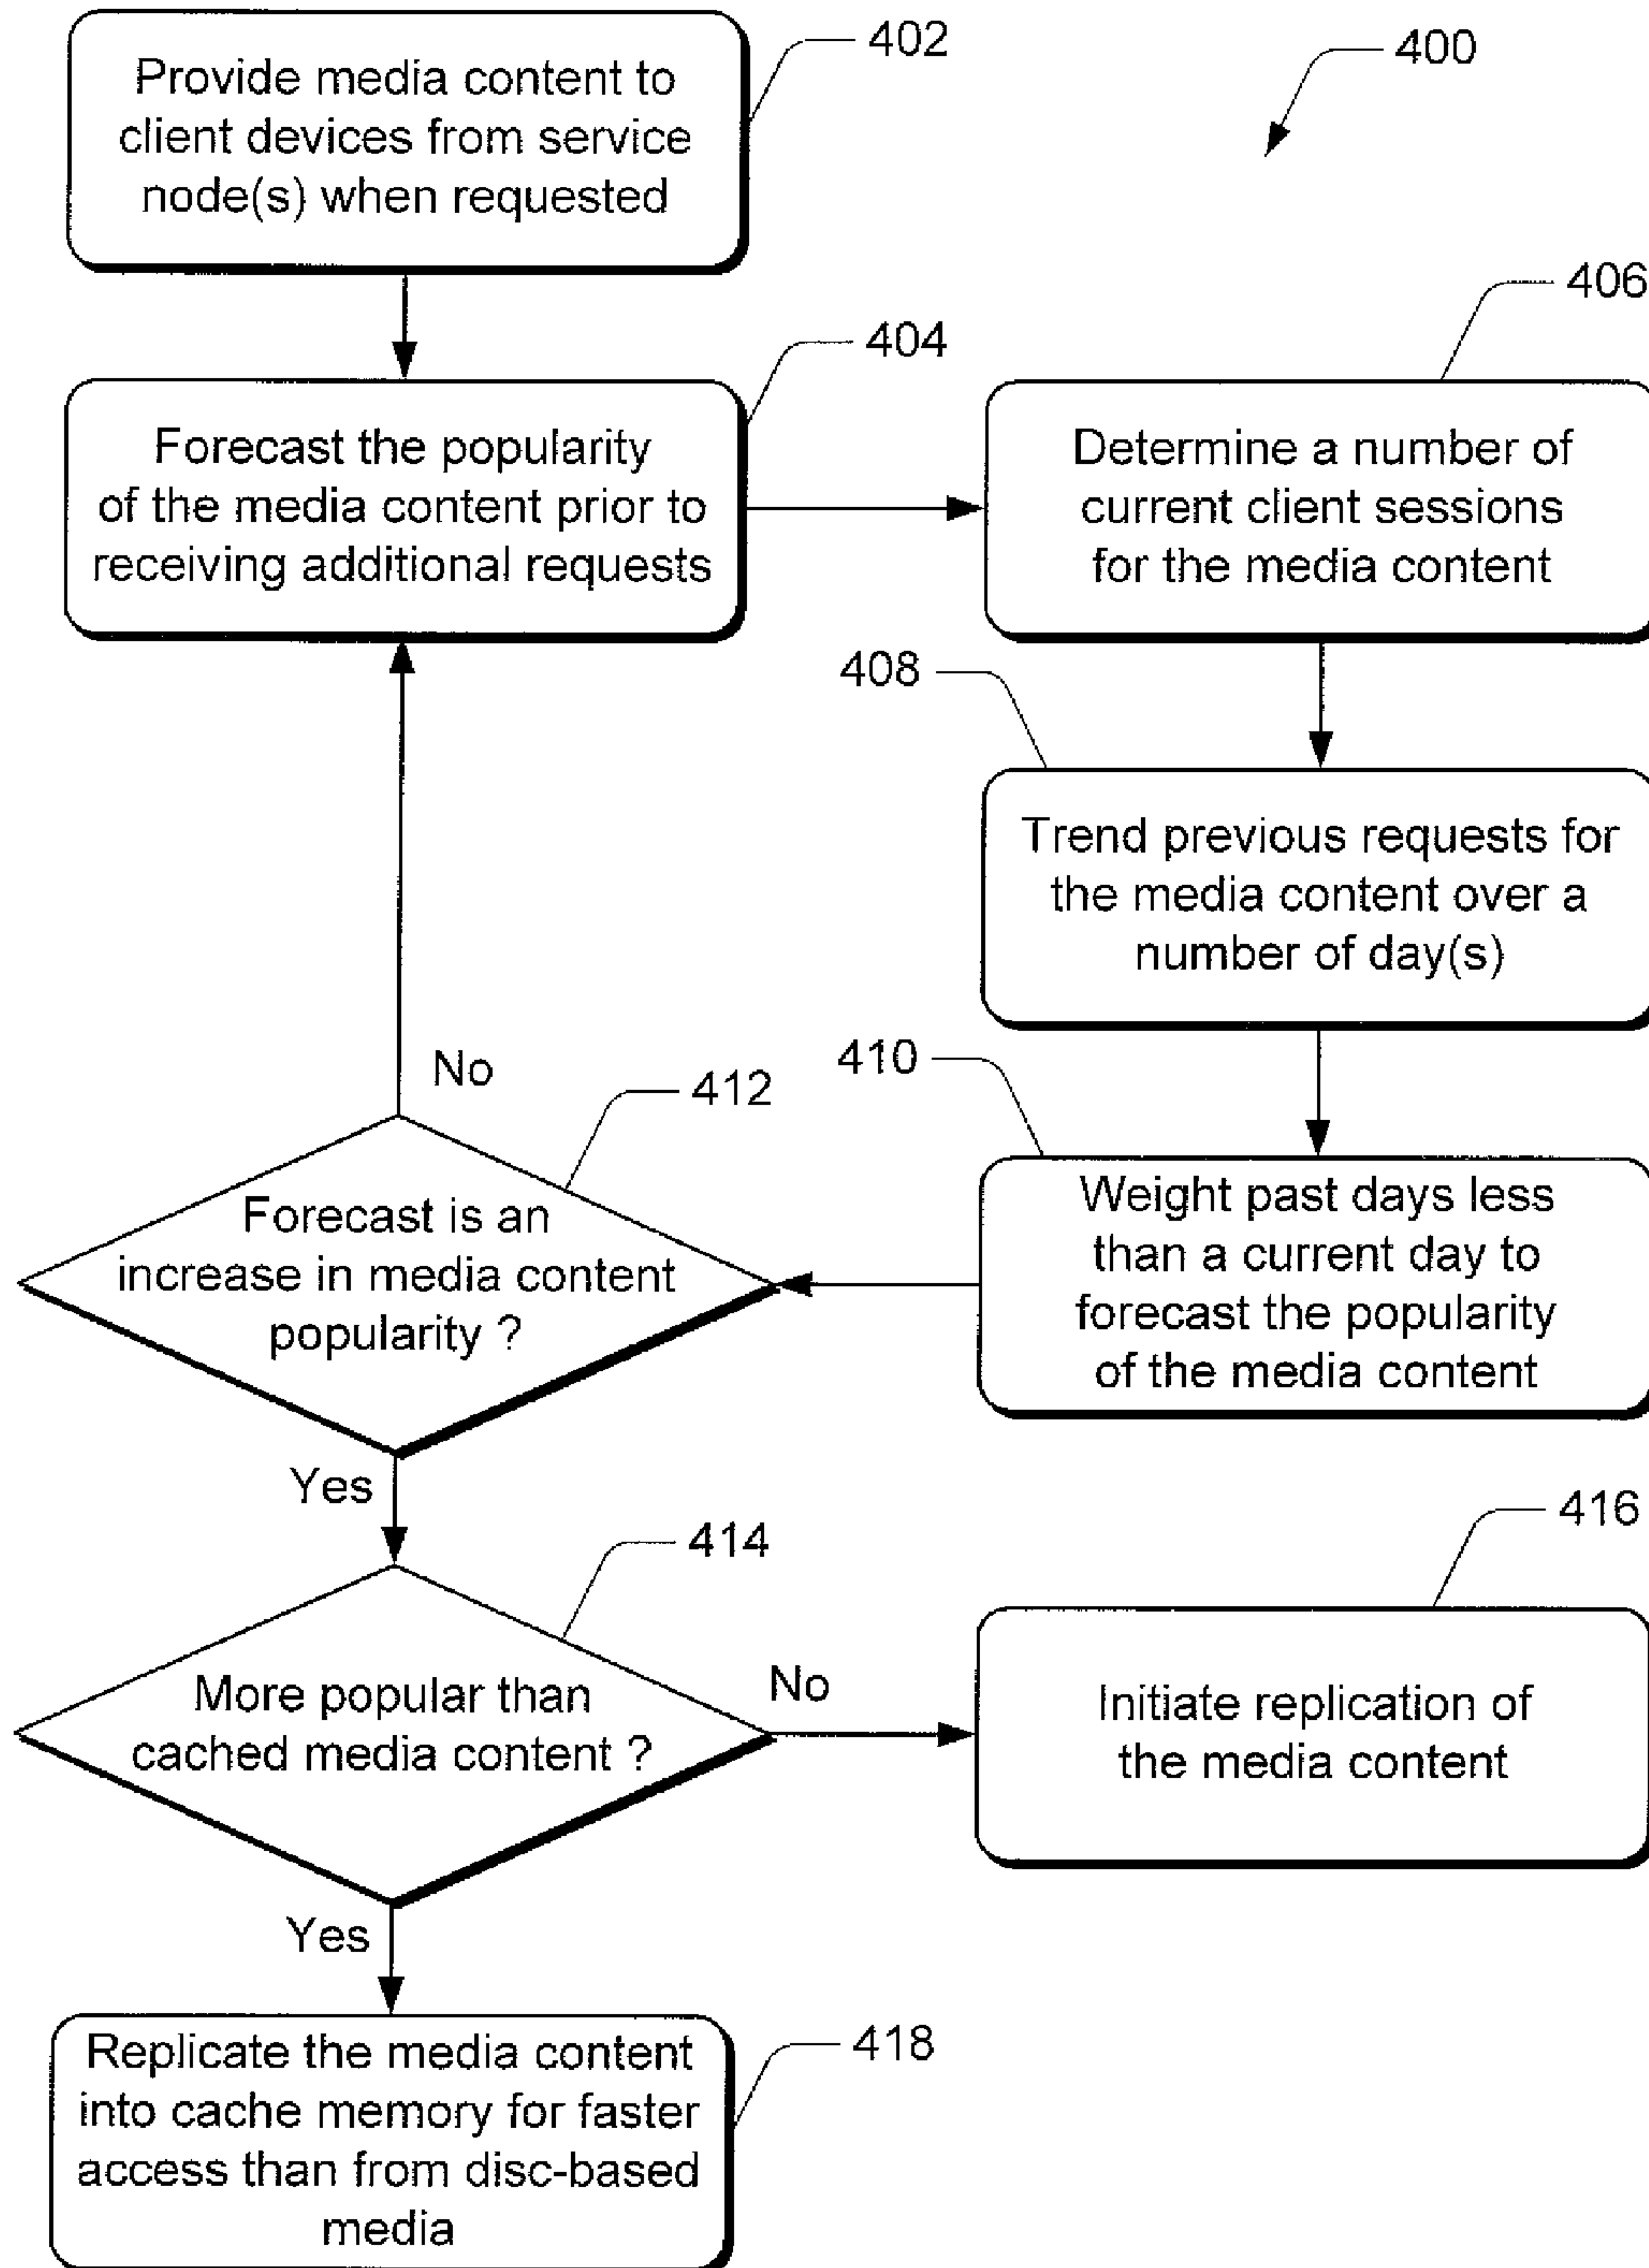 402
400
Provide media content to
client devices from service
node(s) when requested
406
404
Forecast the popularity
of the media content prior to
receiving additional requests
Determine a number of
current client sessions
for the media content
408
Trend previous requests for
the media content over a
number of day(s)
No
410
412
Forecast is an
increase in media content
popularity ?
Weight past days less
than a current day to
forecast the popularity
of the media content
Yes
416
414
More popular than
cached media content ?
No
Initiate replication of
the media content
Yes
418
Replicate the media content
into cache memory for faster
access than from disc-based
media